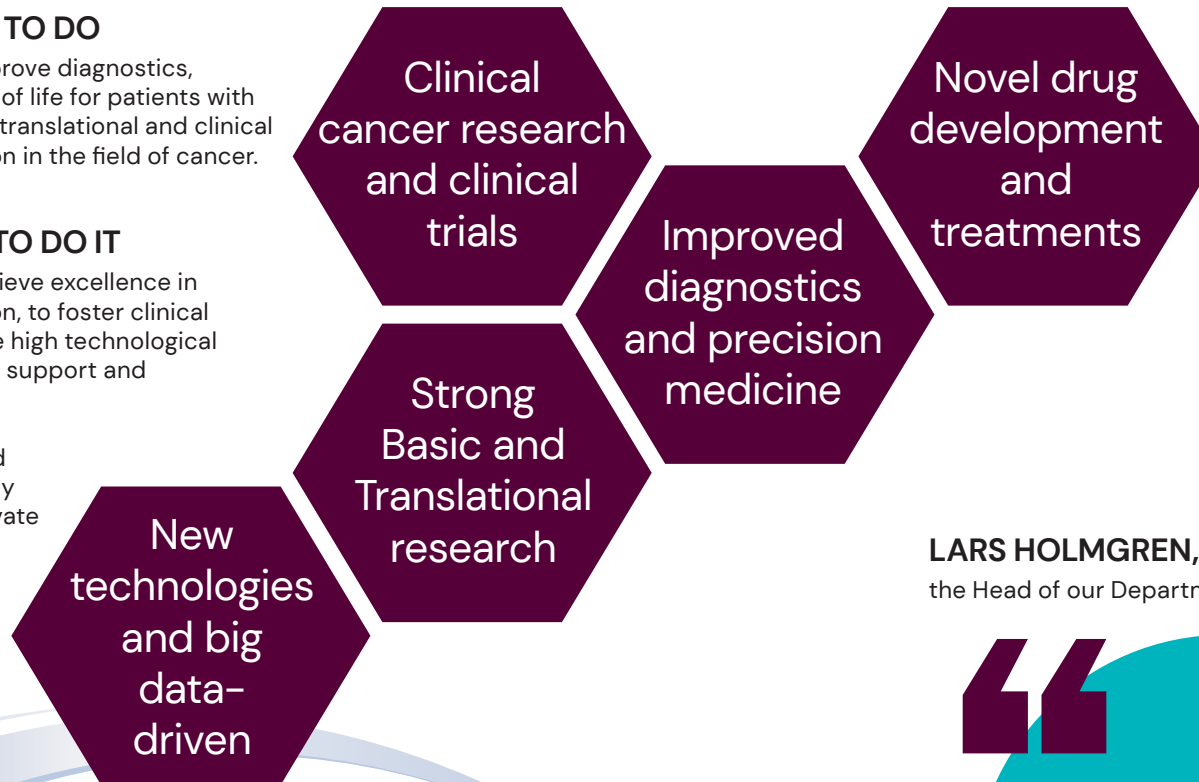 TO DO
prove diagnostics,
of life for patients with
translational and clinical
on in the field of cancer.
TO DO IT
ieve excellence in
on, to foster clinical
e high technological
support and
d
y
vate
Clinical
cancer research
and clinical
trials
Novel drug
development
and
treatments
Improved
diagnostics
and precision
medicine
Strong
Basic and
Translational
research
New
technologies
and big
data-
driven
LARS HOLMGREN,
the Head of our Departm
“